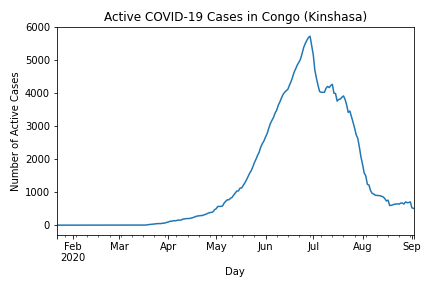 Active COVID-19 Cases in Congo (Kinshasa)
Number of Active Cases
6000
5000
4000
3000
2000
1000
0
Feb Mar Apr May Jun Jul Aug Sep
2020
Day